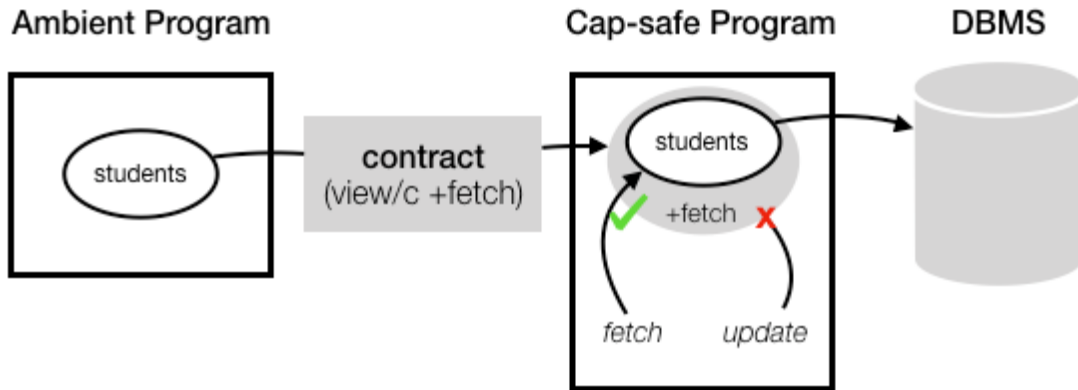 Ambient Program
Cap-safe Program
DBMS
students
contract
(view/c +fetch)
students
+fetch
x
fetch
update